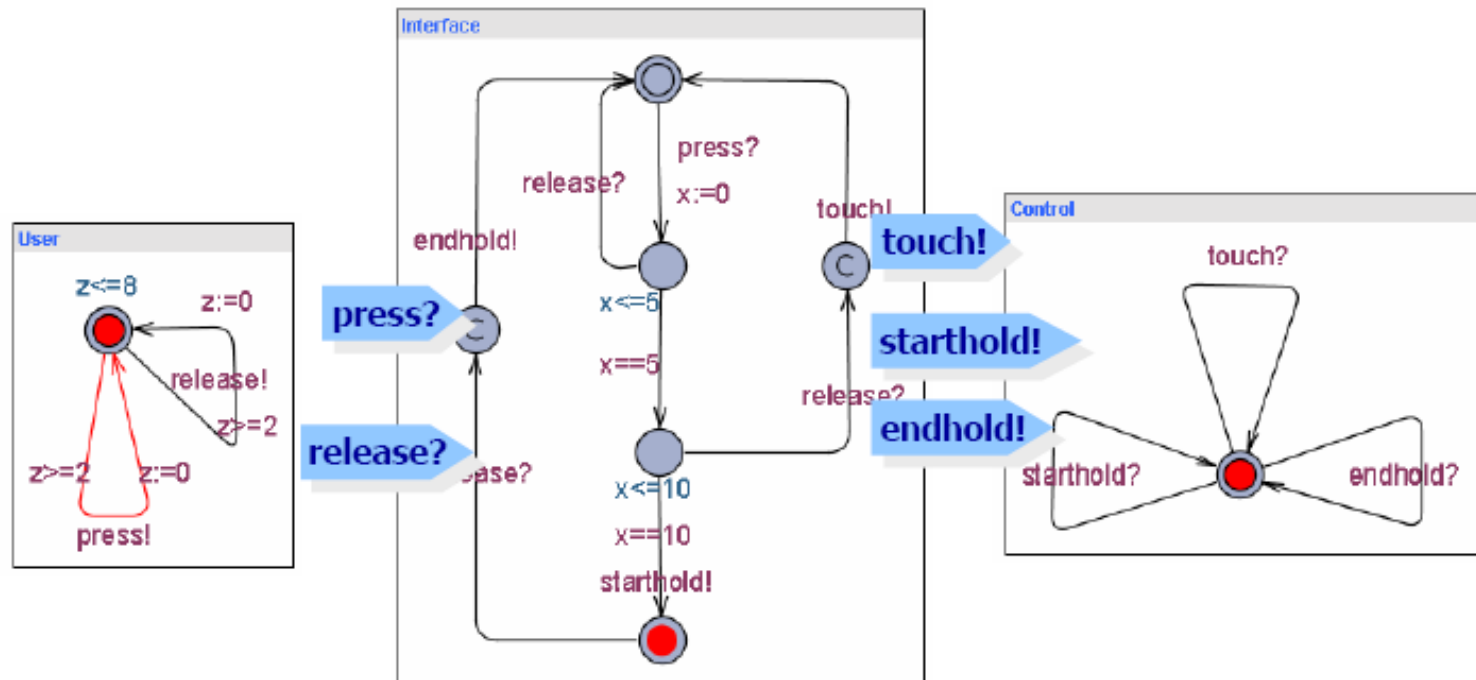 User
z<=8
z:=0
release!
z>=2
z>=2
z:=0
press!
Interface
press?
x:=0
release?
endhold!
touch!
C
C
x<=5
x==5
release?
x<=10
x==10
starthold!
ease?
press?
release?
touch!
starthold!
endhold!
Control
touch?
starthold?
endhold?